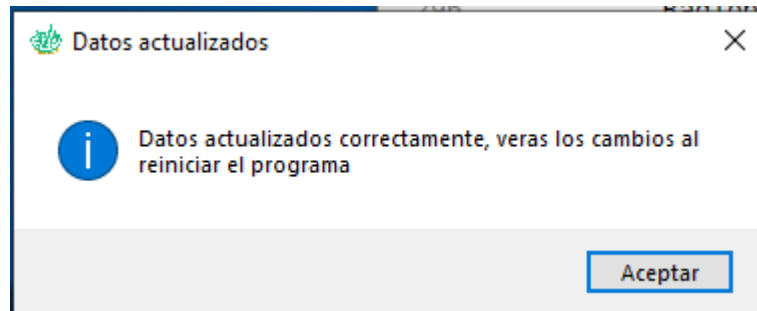 Datos actualizados
Datos actualizados correctamente, veras los cambios al
reiniciar el programa
Aceptar